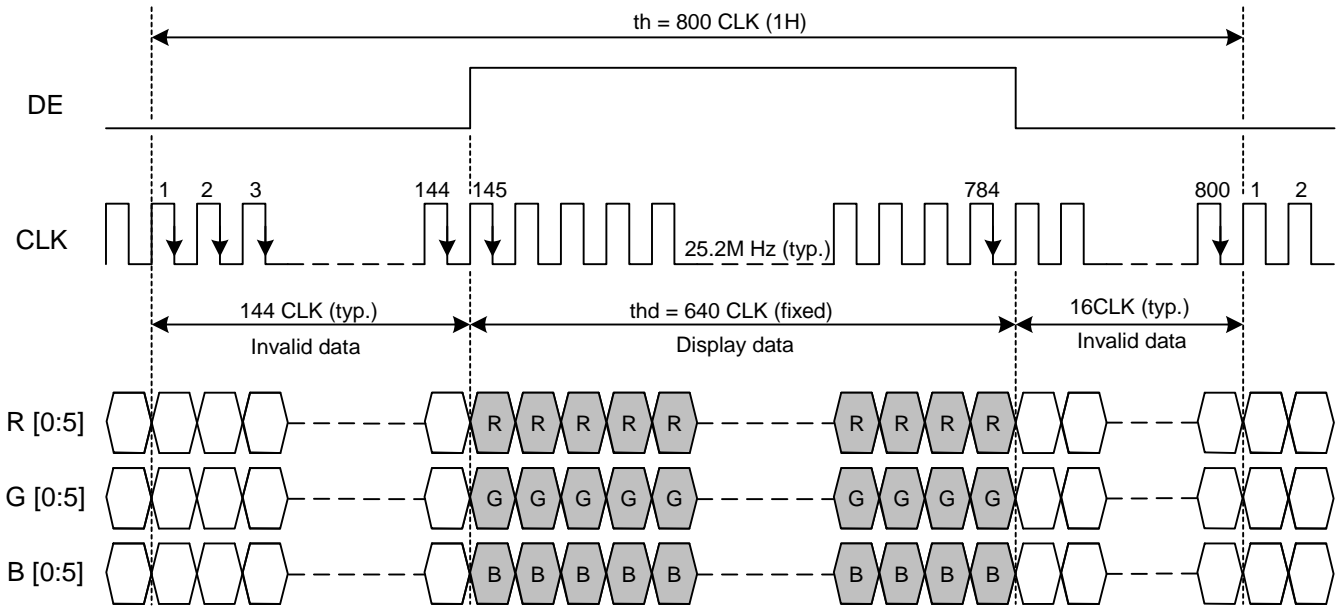 th = 800 CLK (1H)
DE
1 2 3 144 145 784 800 1 2
CLK
25.2M Hz (typ.)
144 CLK (typ.) thd = 640 CLK (fixed) 16CLK (typ.)
Invalid data Display data Invalid data
R [0:5] R R R R R R R R R
G [0:5] G G G G G G G G G
B [0:5] B B B B B B B B B